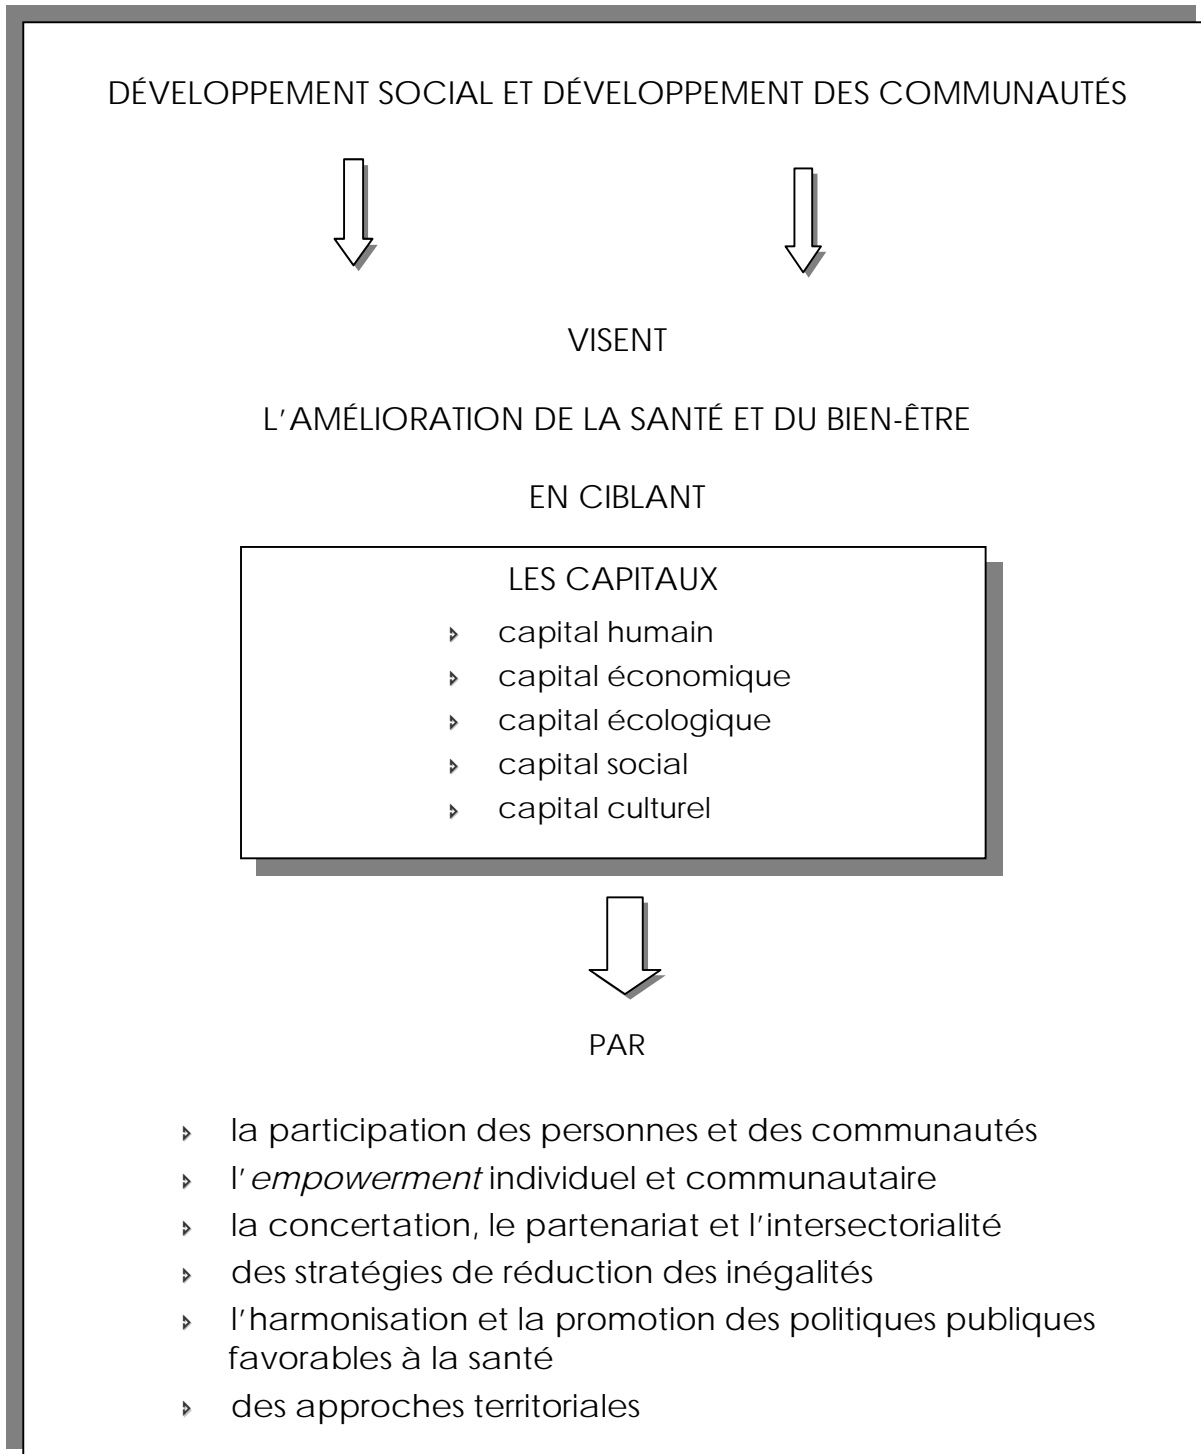 DÉVELOPPEMENT SOCIAL ET DÉVELOPPEMENT DES COMMUNAUTÉS
VISENT
L'AMÉLIORATION DE LA SANTÉ ET DU BIEN-ÊTRE
EN CIBLANT
LES CAPITAUX
capital humain
capital économique
capital écologique
capital social
capital culturel
PAR
la participation des personnes et des communautés
l'empowerment individuel et communautaire
la concertation, le partenariat et l'intersectorialité
des stratégies de réduction des inégalités
l'harmonisation et la promotion des politiques publiques
favorables à la santé
des approches territoriales